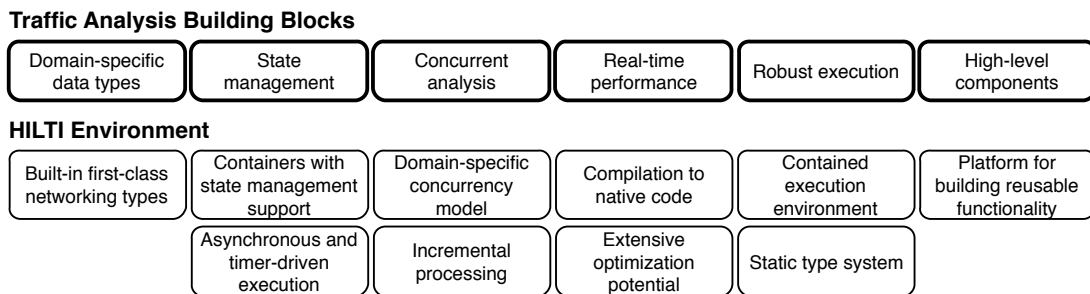 Traffic Analysis Building Blocks
Domain-specific
data types
State
management
Concurrent
analysis
Real-time
performance
Robust execution
High-level
components
HILTI Environment
Built-in first-class
networking types
Containers with
state management
support
Domain-specific
concurrency
model
Compilation to
native code
Contained
execution
environment
Platform for
building reusable
functionality
Asynchronous and
timer-driven
execution
Incremental
processing
Extensive
optimization
potential
Static type system